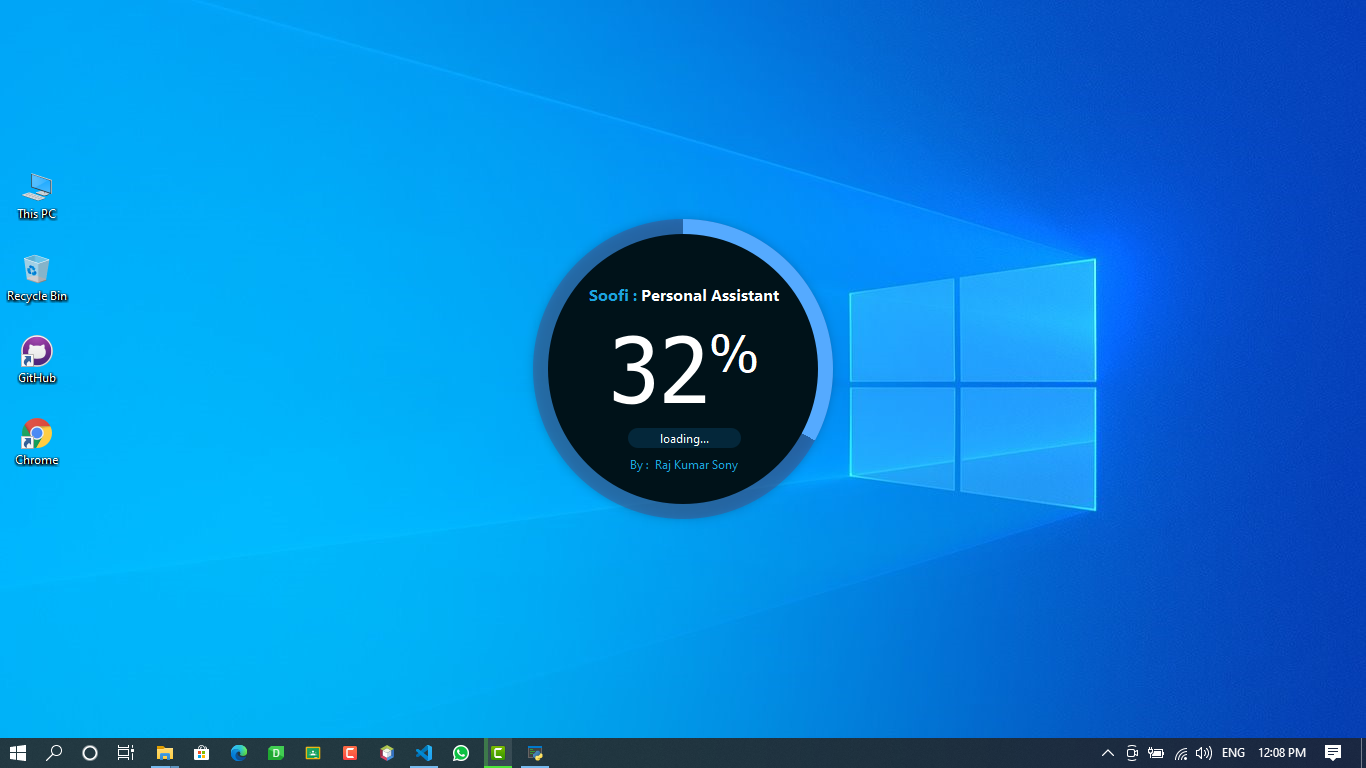 This PC
Recycle Bin
GitHub
Chrome
Soofi : Personal Assistant
32%
loading...
By : Raj Kumar Sony
ENG
12:08 PM